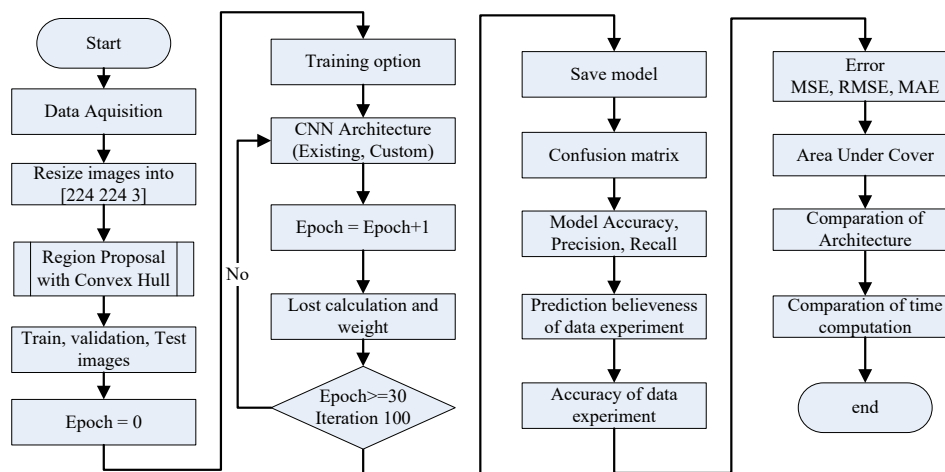 Start
Data Aquisition
Resize images into
[224 224 3]
Region Proposal
with Convex Hull
Train, validation, Test
images
Epoch = 0
Training option
CNN Architecture
(Existing, Custom)
Epoch = Epoch+1
No
Lost calculation and
weight
Epoch>=30
Iteration 100
Save model
Confusion matrix
Model Accuracy,
Precision, Recall
Prediction believeness
of data experiment
Accuracy of data
experiment
Error
MSE, RMSE, MAE
Area Under Cover
Comparation of
Architecture
Comparation of time
computation
end